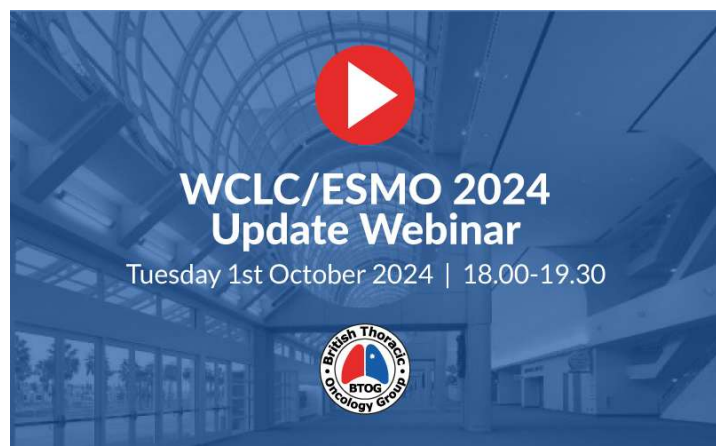 WCLC/ESMO 2024
Update Webinar
Tuesday 1st October 2024 | 18.00-19.30
British Thoracic
BTOG
Oncology Group